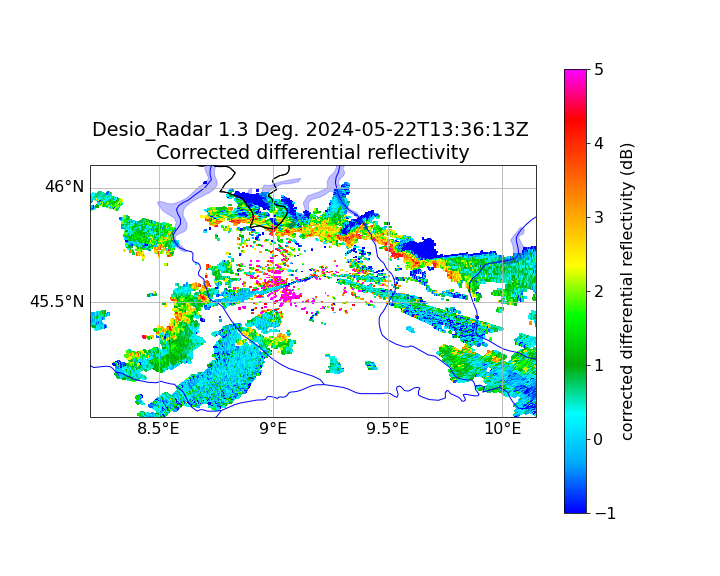 Desio_Radar 1.3 Deg. 2024-05-22T13:36:13Z
Corrected differential reflectivity
46°N
45.5°N
8.5°E
9°E
9.5°E
10°E
5
4
3
2
1
0
−1
corrected differential reflectivity (dB)